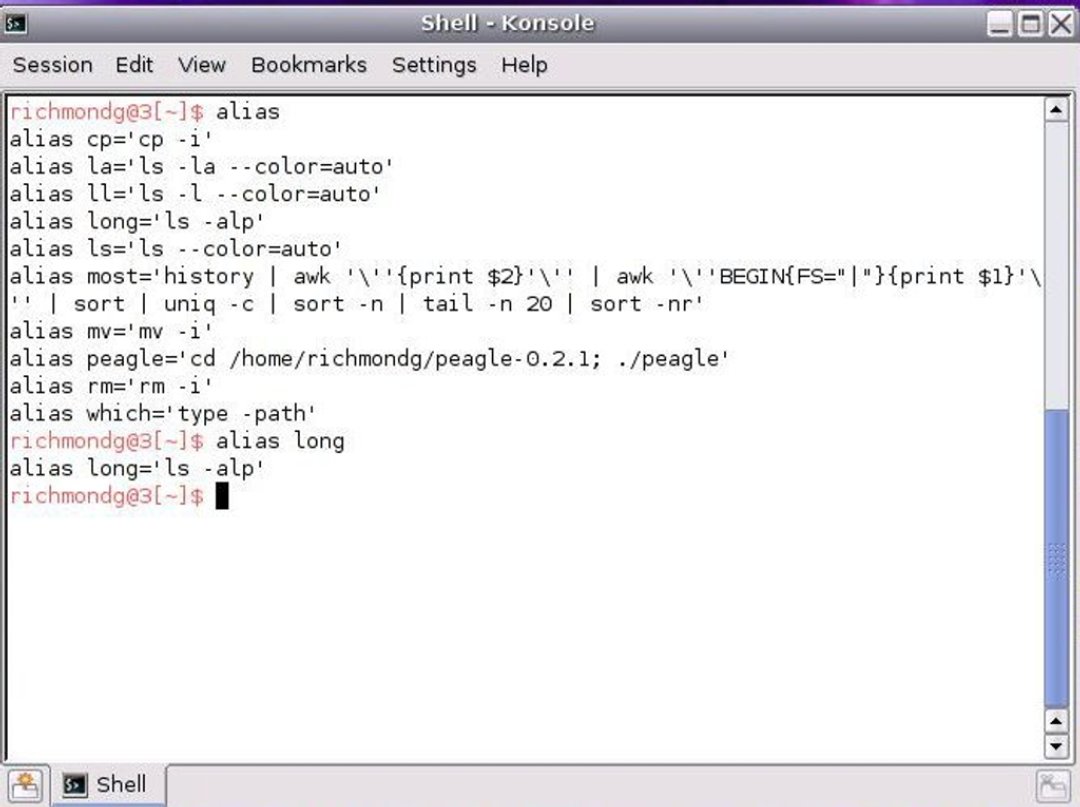 Shell - Konsole
Session Edit View Bookmarks Settings Help
richmondg@3[~]$ alias
alias cp='cp -i'
alias la='ls -la --color=auto'
alias ll='ls -l --color=auto'
alias long='ls -alp'
alias ls='ls --color=auto'
alias most='history | awk '\''{print $2}'\'' | awk '\''BEGIN{FS="|"}{print $1}'\
'' | sort | uniq -c | sort -n | tail -n 20 | sort -nr'
alias mv='mv -i'
alias peagle='cd /home/richmondg/peagle-0.2.1; ./peagle'
alias rm='rm -i'
alias which='type -path'
richmondg@3[~]$ alias long
alias long='ls -alp'
richmondg@3[~]$
Shell